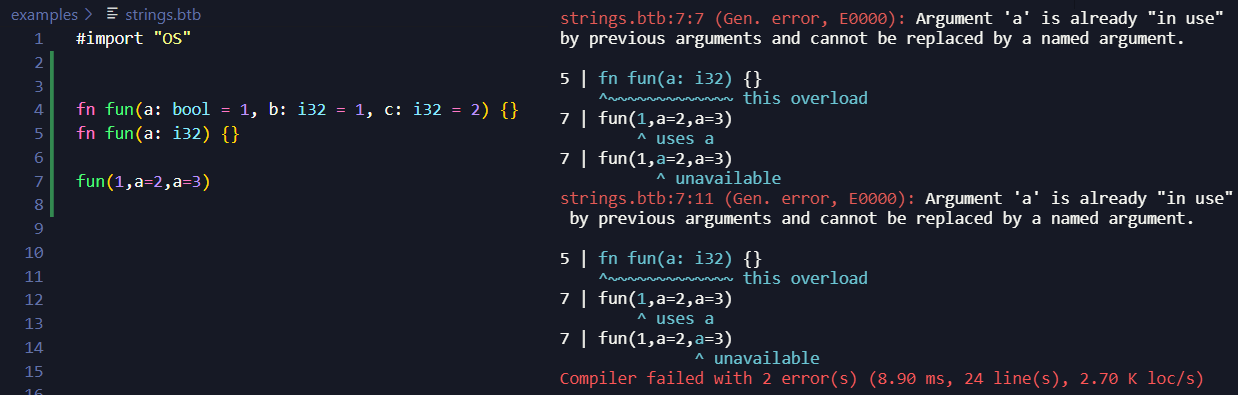 examples > strings.btb
1 #import "OS"
2
3
4 fn fun(a: bool = 1, b: i32 = 1, c: i32 = 2) {}
5 fn fun(a: i32) {}
6
7 fun(1,a=2,a=3)
8
9
10
11
12
13
14
15
16
strings.btb:7:7 (Gen. error, E0000): Argument 'a' is already "in use"
by previous arguments and cannot be replaced by a named argument.
5 | fn fun(a: i32) {}
^~~~~~~~~~~~~~ this overload
7 | fun(1,a=2,a=3)
^ uses a
7 | fun(1,a=2,a=3)
^ unavailable
strings.btb:7:11 (Gen. error, E0000): Argument 'a' is already "in use"
by previous arguments and cannot be replaced by a named argument.
5 | fn fun(a: i32) {}
^~~~~~~~~~~~~~ this overload
7 | fun(1,a=2,a=3)
^ uses a
7 | fun(1,a=2,a=3)
^ unavailable
Compiler failed with 2 error(s) (8.90 ms, 24 line(s), 2.70 K loc/s)